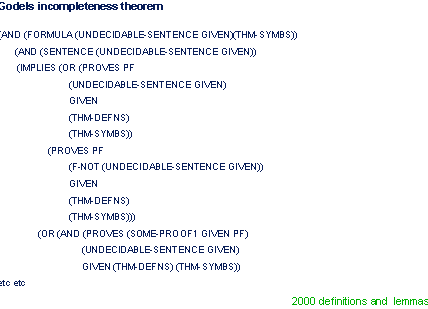 Godels incompleteness theorem
(AND (FORMULA (UNDECIDABLE-SENTENCE GIVEN)(THM-SYMBS))
(AND (SENTENCE (UNDECIDABLE-SENTENCE GIVEN))
(IMPLIES (OR (PROVES PF
(UNDECIDABLE-SENTENCE GIVEN)
GIVEN
(THM-DEFNS)
(THM-SYMBS))
(PROVES PF
(F-NOT (UNDECIDABLE-SENTENCE GIVEN))
GIVEN
(THM-DEFNS)
(THM-SYMBS)))
(OR (AND (PROVES (SOME-PROOF1 GIVEN PF)
(UNDECIDABLE-SENTENCE GIVEN)
GIVEN (THM-DEFNS) (THM-SYMBS))
etc etc
2000 definitions and lemmas